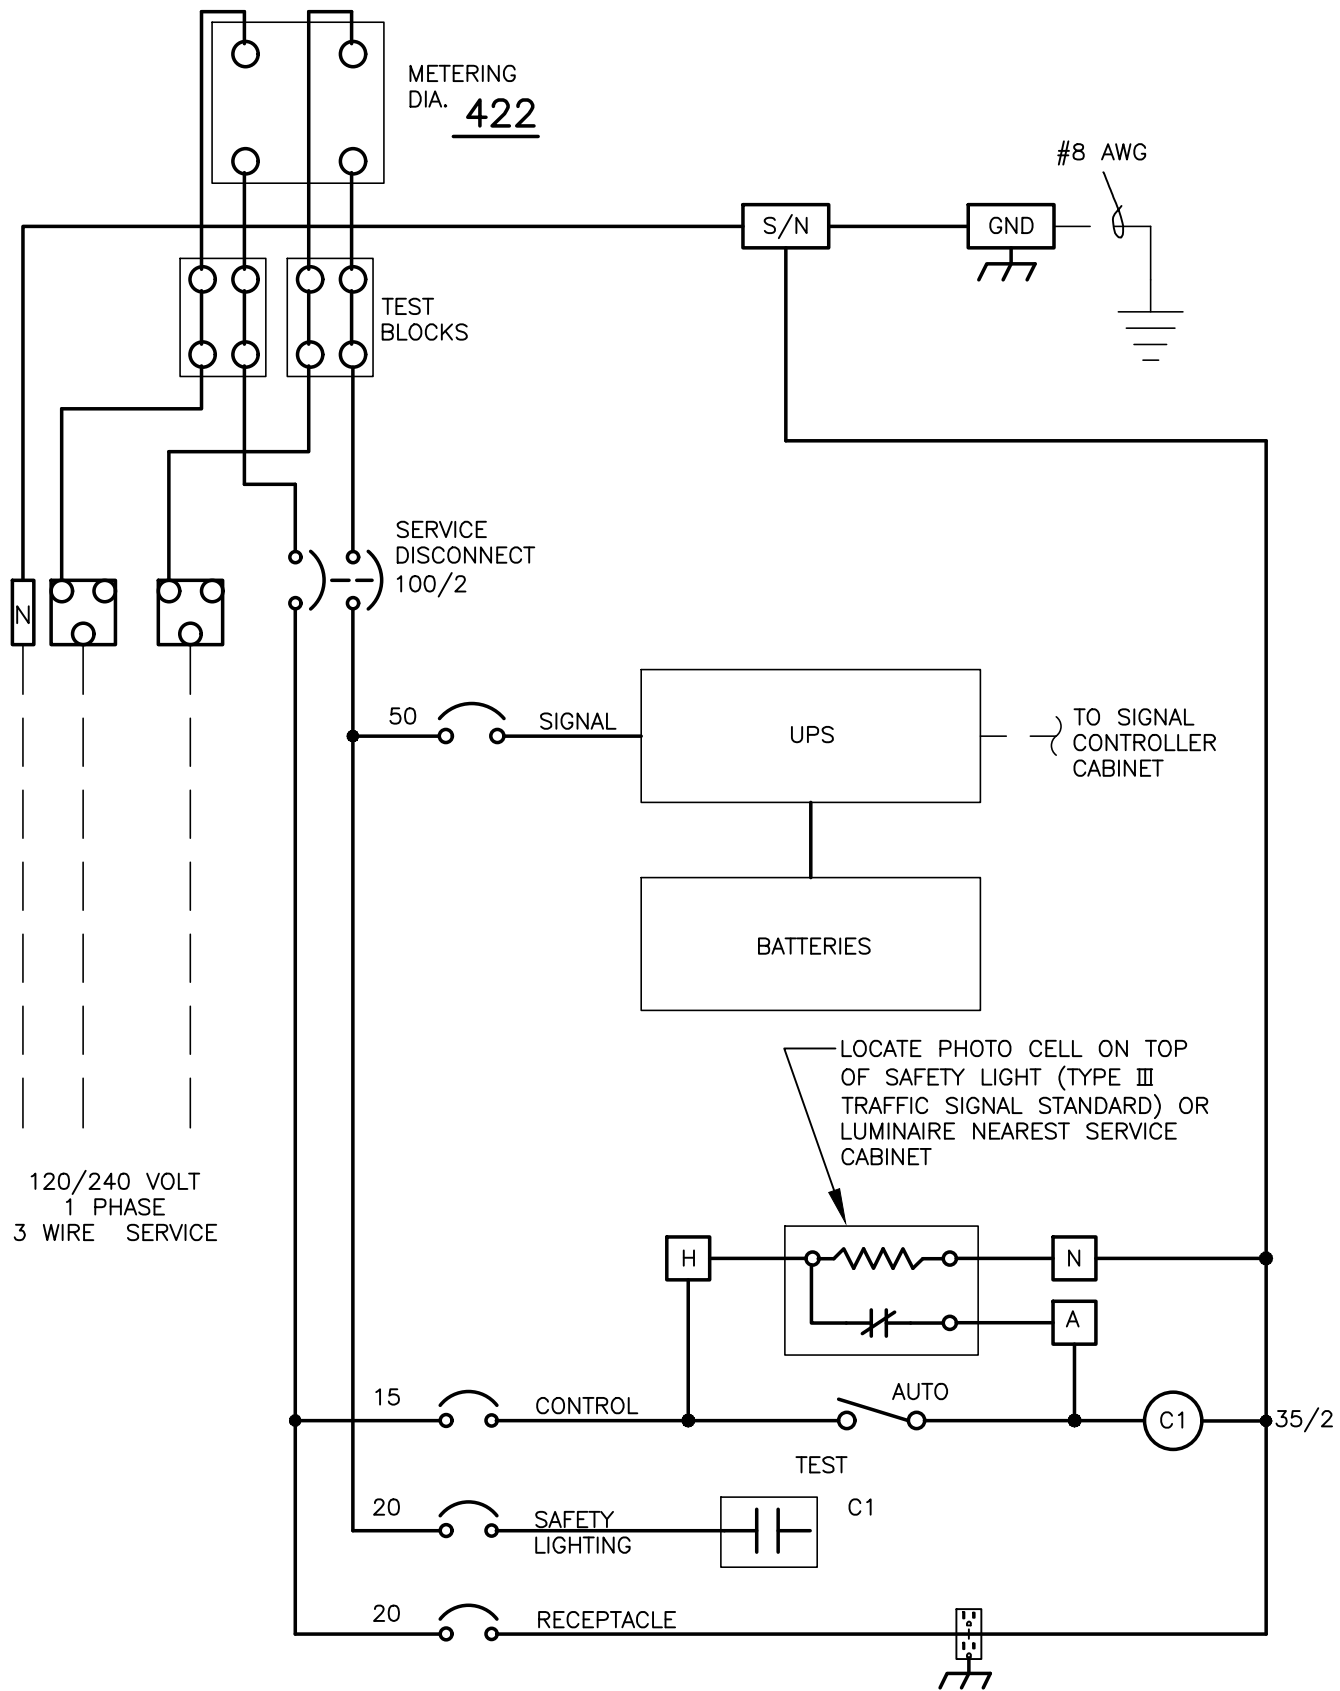 METERING
DIA. 422
#8 AWG
S/N
GND
TEST
BLOCKS
SERVICE
DISCONNECT
100/2
N
50
SIGNAL
UPS
TO SIGNAL
CONTROLLER
CABINET
BATTERIES
LOCATE PHOTO CELL ON TOP
OF SAFETY LIGHT (TYPE III
TRAFFIC SIGNAL STANDARD) OR
LUMINAIRE NEAREST SERVICE
CABINET
120/240 VOLT
1 PHASE
3 WIRE SERVICE
H
N
A
15
CONTROL
AUTO
C1
35/2
TEST
20
SAFETY
LIGHTING
C1
20
RECEPTACLE